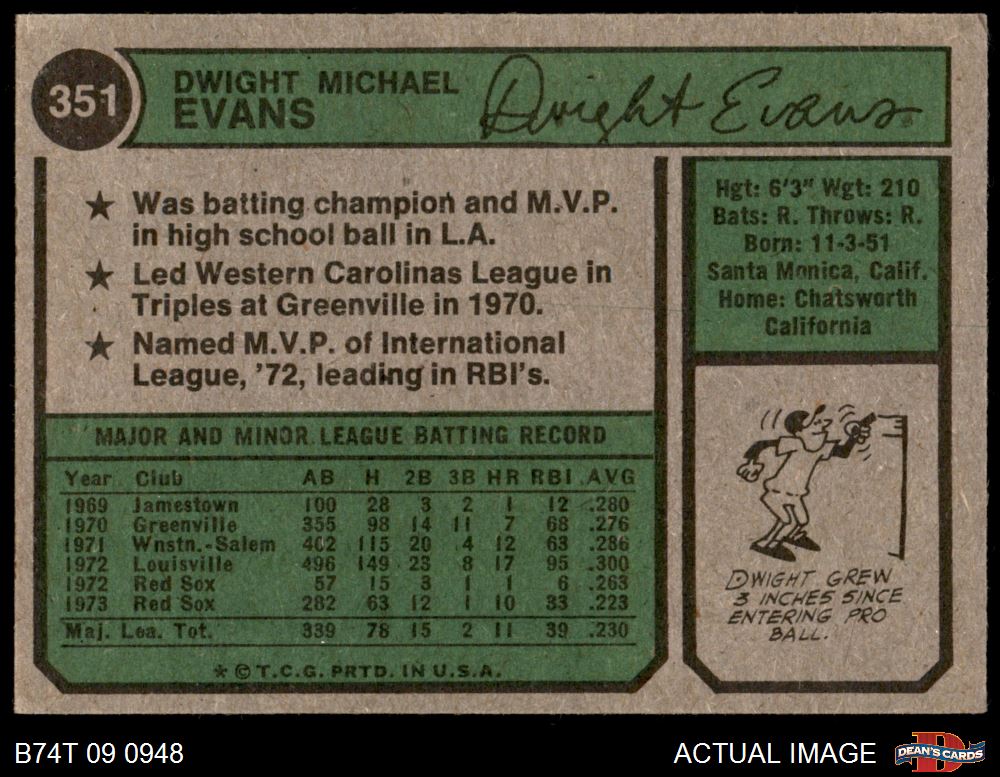 351
DWIGHT MICHAEL
EVANS
Dwight Evans
★ Was batting champion and M.V.P.
in high school ball in L.A.
★ Led Western Carolinas League in
Triples at Greenville in 1970.
★ Named M.V.P. of International
League, '72, leading in RBI's.
Hgt: 6'3" Wgt: 210
Bats: R. Throws: R.
Born: 11-3-51
Santa Monica, Calif.
Home: Chatsworth
California
MAJOR AND MINOR LEAGUE BATTING RECORD
Year Club AB H 2B 3B HR RBI AVG
1969 Jamestown 100 28 3 2 1 12 .280
1970 Greenville 355 98 14 11 7 68 .276
1971 Wnstn.-Salem 402 115 20 4 12 63 .286
1972 Louisville 496 149 23 8 17 95 .300
1972 Red Sox 57 15 3 1 1 6 .263
1973 Red Sox 282 63 12 1 10 33 .223
Maj. Lea. Tot. 339 78 15 2 11 39 .230
* © T.C.G. PRTD. IN U.S.A.
DWIGHT GREW
3 INCHES SINCE
ENTERING PRO
BALL.
B74T 09 0948
ACTUAL IMAGE
D
DEAN'S CARDS